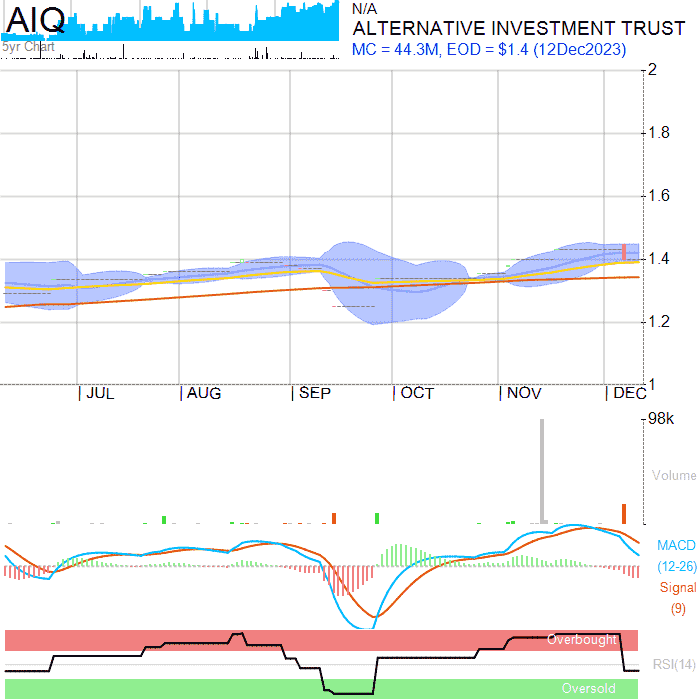 AIQ
5yr Chart
N/A
ALTERNATIVE INVESTMENT TRUST
MC = 44.3M, EOD = $1.4 (12Dec2023)
2
1.8
1.6
1.4
1.2
1
JUL
AUG
SEP
OCT
NOV
DEC
98k
Volume
MACD
(12-26)
Signal
(9)
Overbought
RSI(14)
Oversold